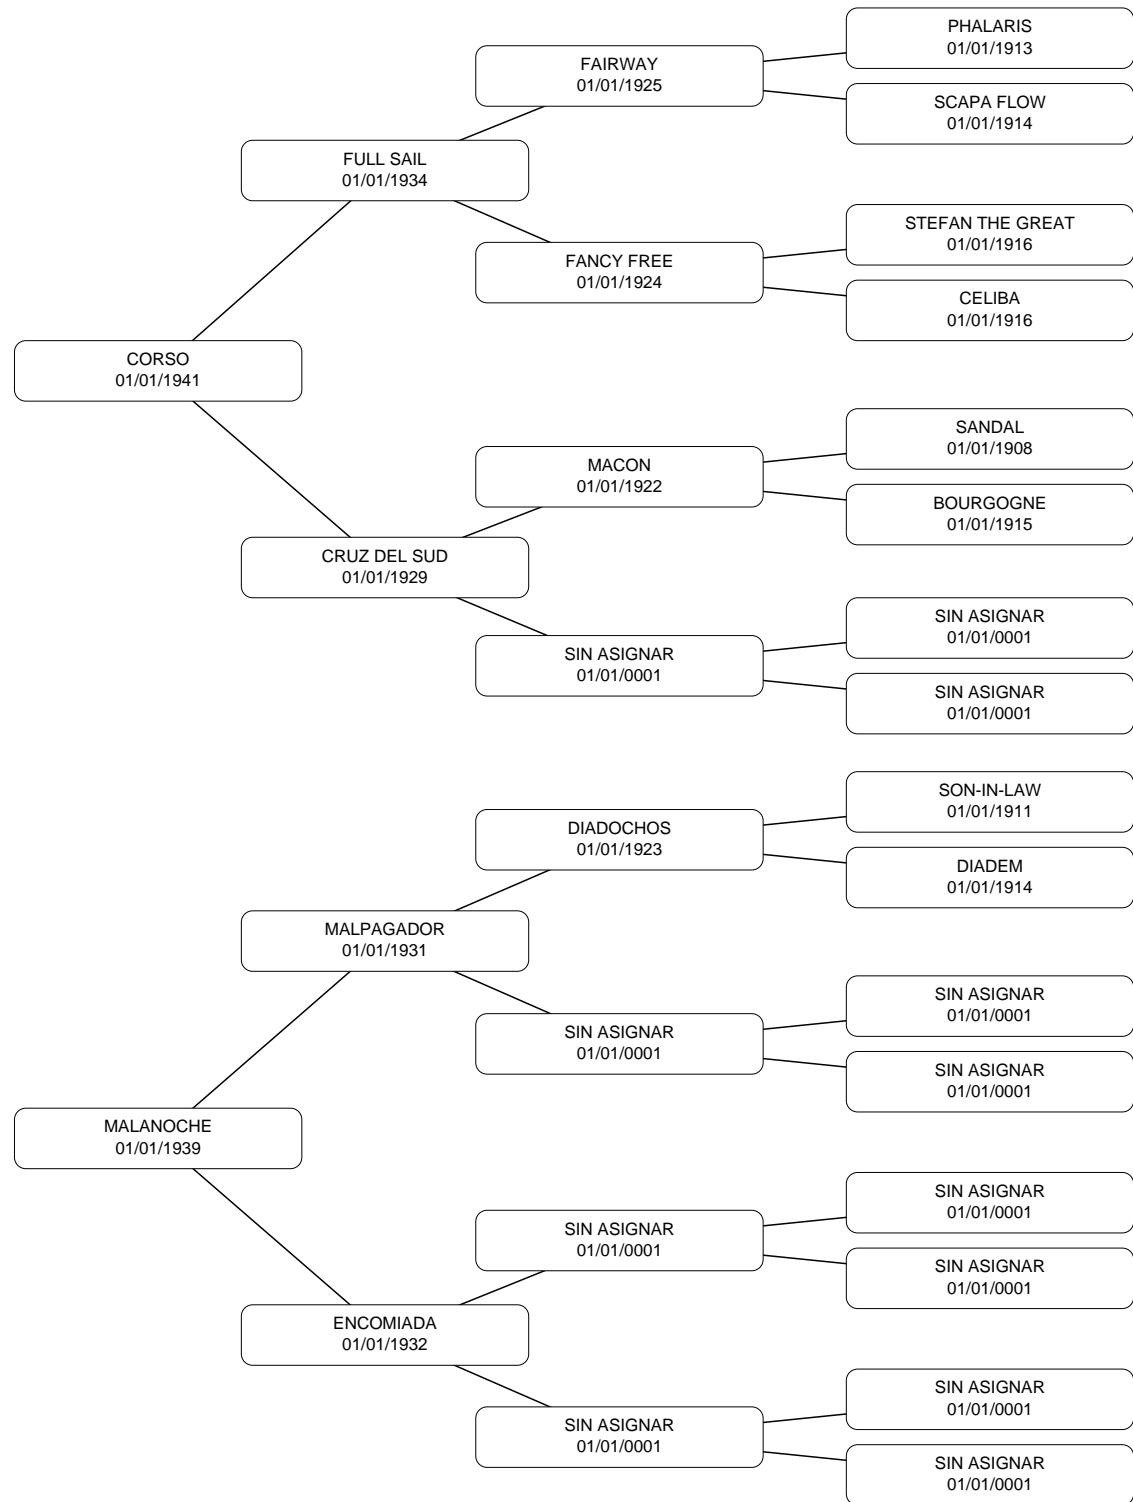 PHALARIS
01/01/1913
FAIRWAY
01/01/1925
SCAPA FLOW
01/01/1914
FULL SAIL
01/01/1934
STEFAN THE GREAT
01/01/1916
FANCY FREE
01/01/1924
CELIBA
01/01/1916
CORSO
01/01/1941
SANDAL
01/01/1908
MACON
01/01/1922
BOURGOGNE
01/01/1915
CRUZ DEL SUD
01/01/1929
SIN ASIGNAR
01/01/0001
SIN ASIGNAR
01/01/0001
SIN ASIGNAR
01/01/0001
SON-IN-LAW
01/01/1911
DIADOCHOS
01/01/1923
DIADEM
01/01/1914
MALPAGADOR
01/01/1931
SIN ASIGNAR
01/01/0001
SIN ASIGNAR
01/01/0001
SIN ASIGNAR
01/01/0001
MALANOCHE
01/01/1939
SIN ASIGNAR
01/01/0001
SIN ASIGNAR
01/01/0001
SIN ASIGNAR
01/01/0001
ENCOMIADA
01/01/1932
SIN ASIGNAR
01/01/0001
SIN ASIGNAR
01/01/0001
SIN ASIGNAR
01/01/0001